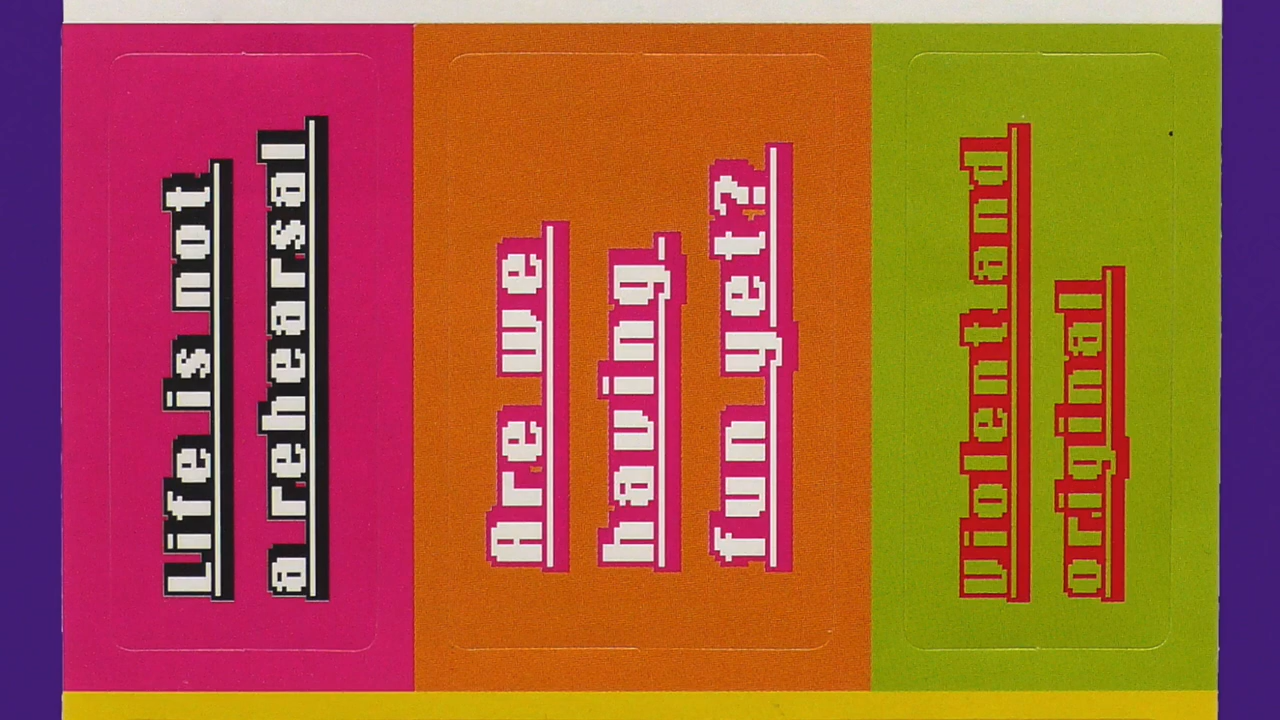 Life is not
a rehearsal
Are we
having
fun yet?
Violent and
original